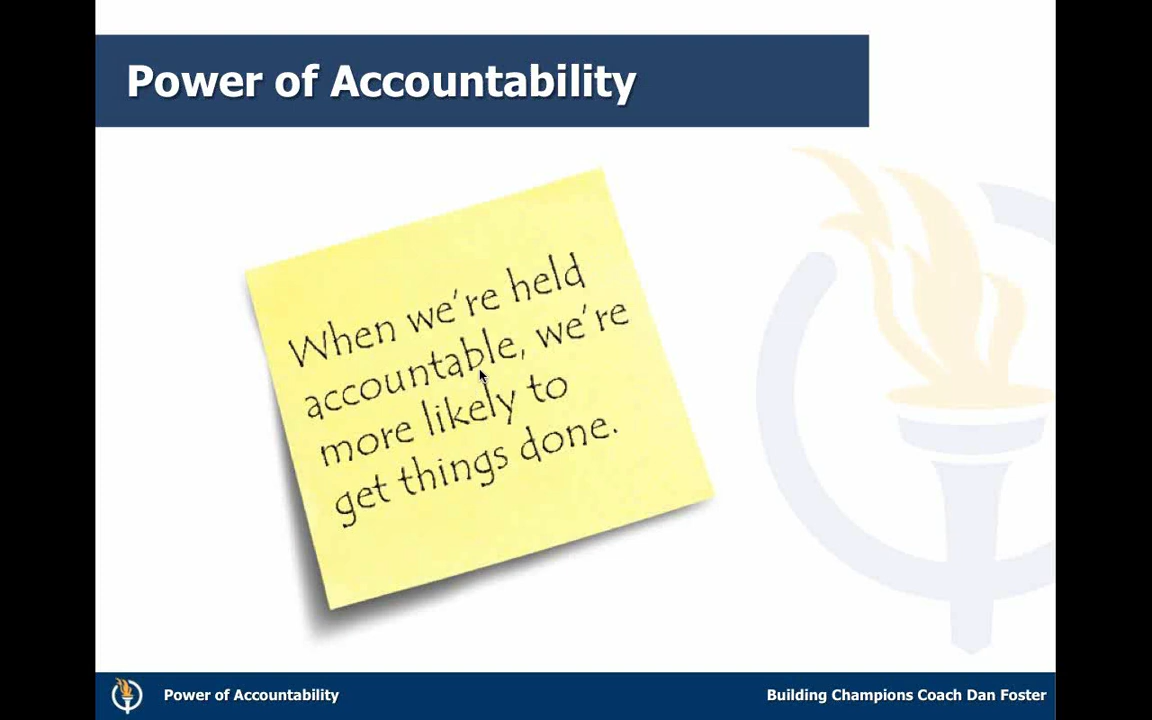 Power of Accountability
When we're held
accountable, we're
more likely to
get things done.
Power of Accountability
Building Champions Coach Dan Foster